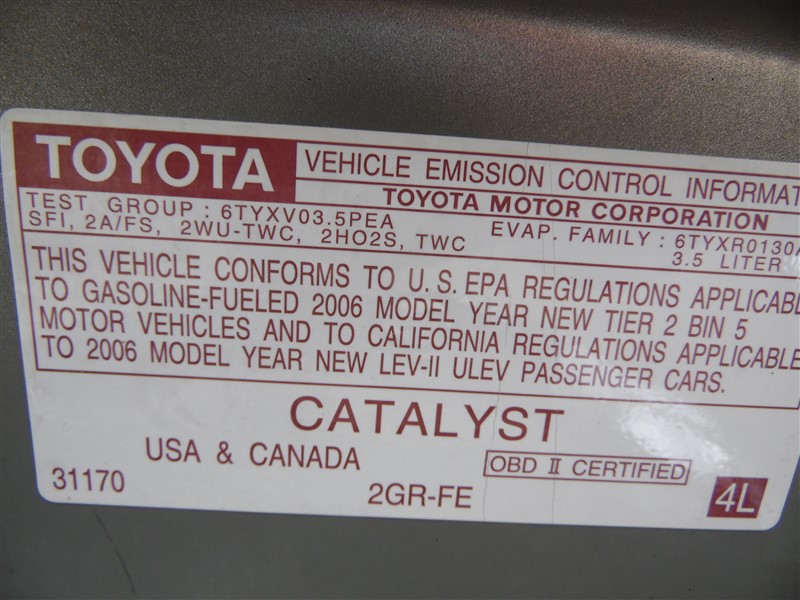 TOYOTA VEHICLE EMISSION CONTROL
TOYOTA MOTOR CORPORATION
TEST GROUP : 6TYXV03.5PEA EVAP. FAMILY :
SFI, 2A/FS, 2WU-TWC, 2HO2S, TWC 3.5 LITER
THIS VEHICLE CONFORMS TO U.S. EPA REGULATIONS
TO GASOLINE-FUELED 2006 MODEL YEAR NEW TIER 2 BIN 5
MOTOR VEHICLES AND TO CALIFORNIA REGULATIONS APPLICABLE
TO 2006 MODEL YEAR NEW LEV-II ULEV PASSENGER CARS.
CATALYST
USA & CANADA OBD II CERTIFIED
31170 2GR-FE 4L